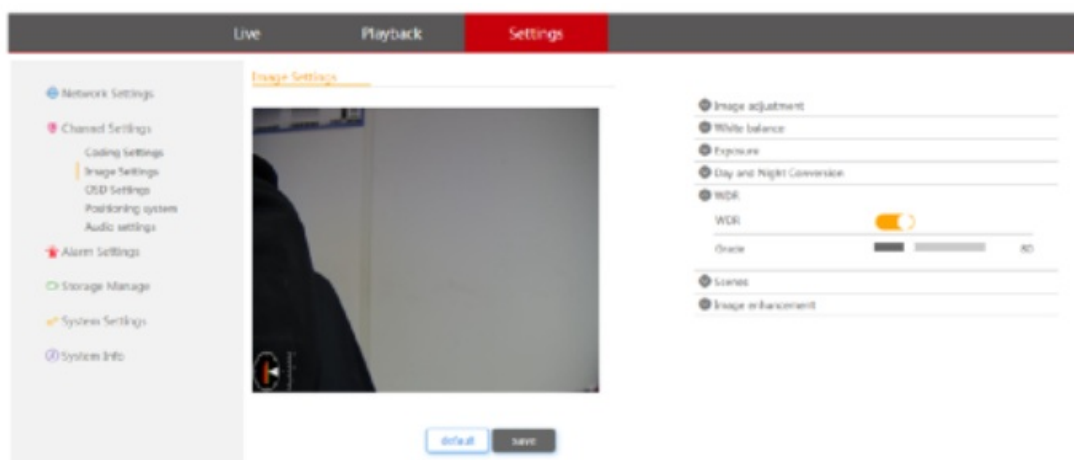 Live Playback Settings
Image Settings
Network Settings
Channel Settings
Coding Settings
Image Settings
OSD Settings
Positioning system
Audio settings
Alarm Settings
Storage Manage
System Settings
System Info
Image adjustment
White balance
Exposure
Day and Night Conversion
WDR
WDR
Grade 80
Scenes
Image enhancement
default save